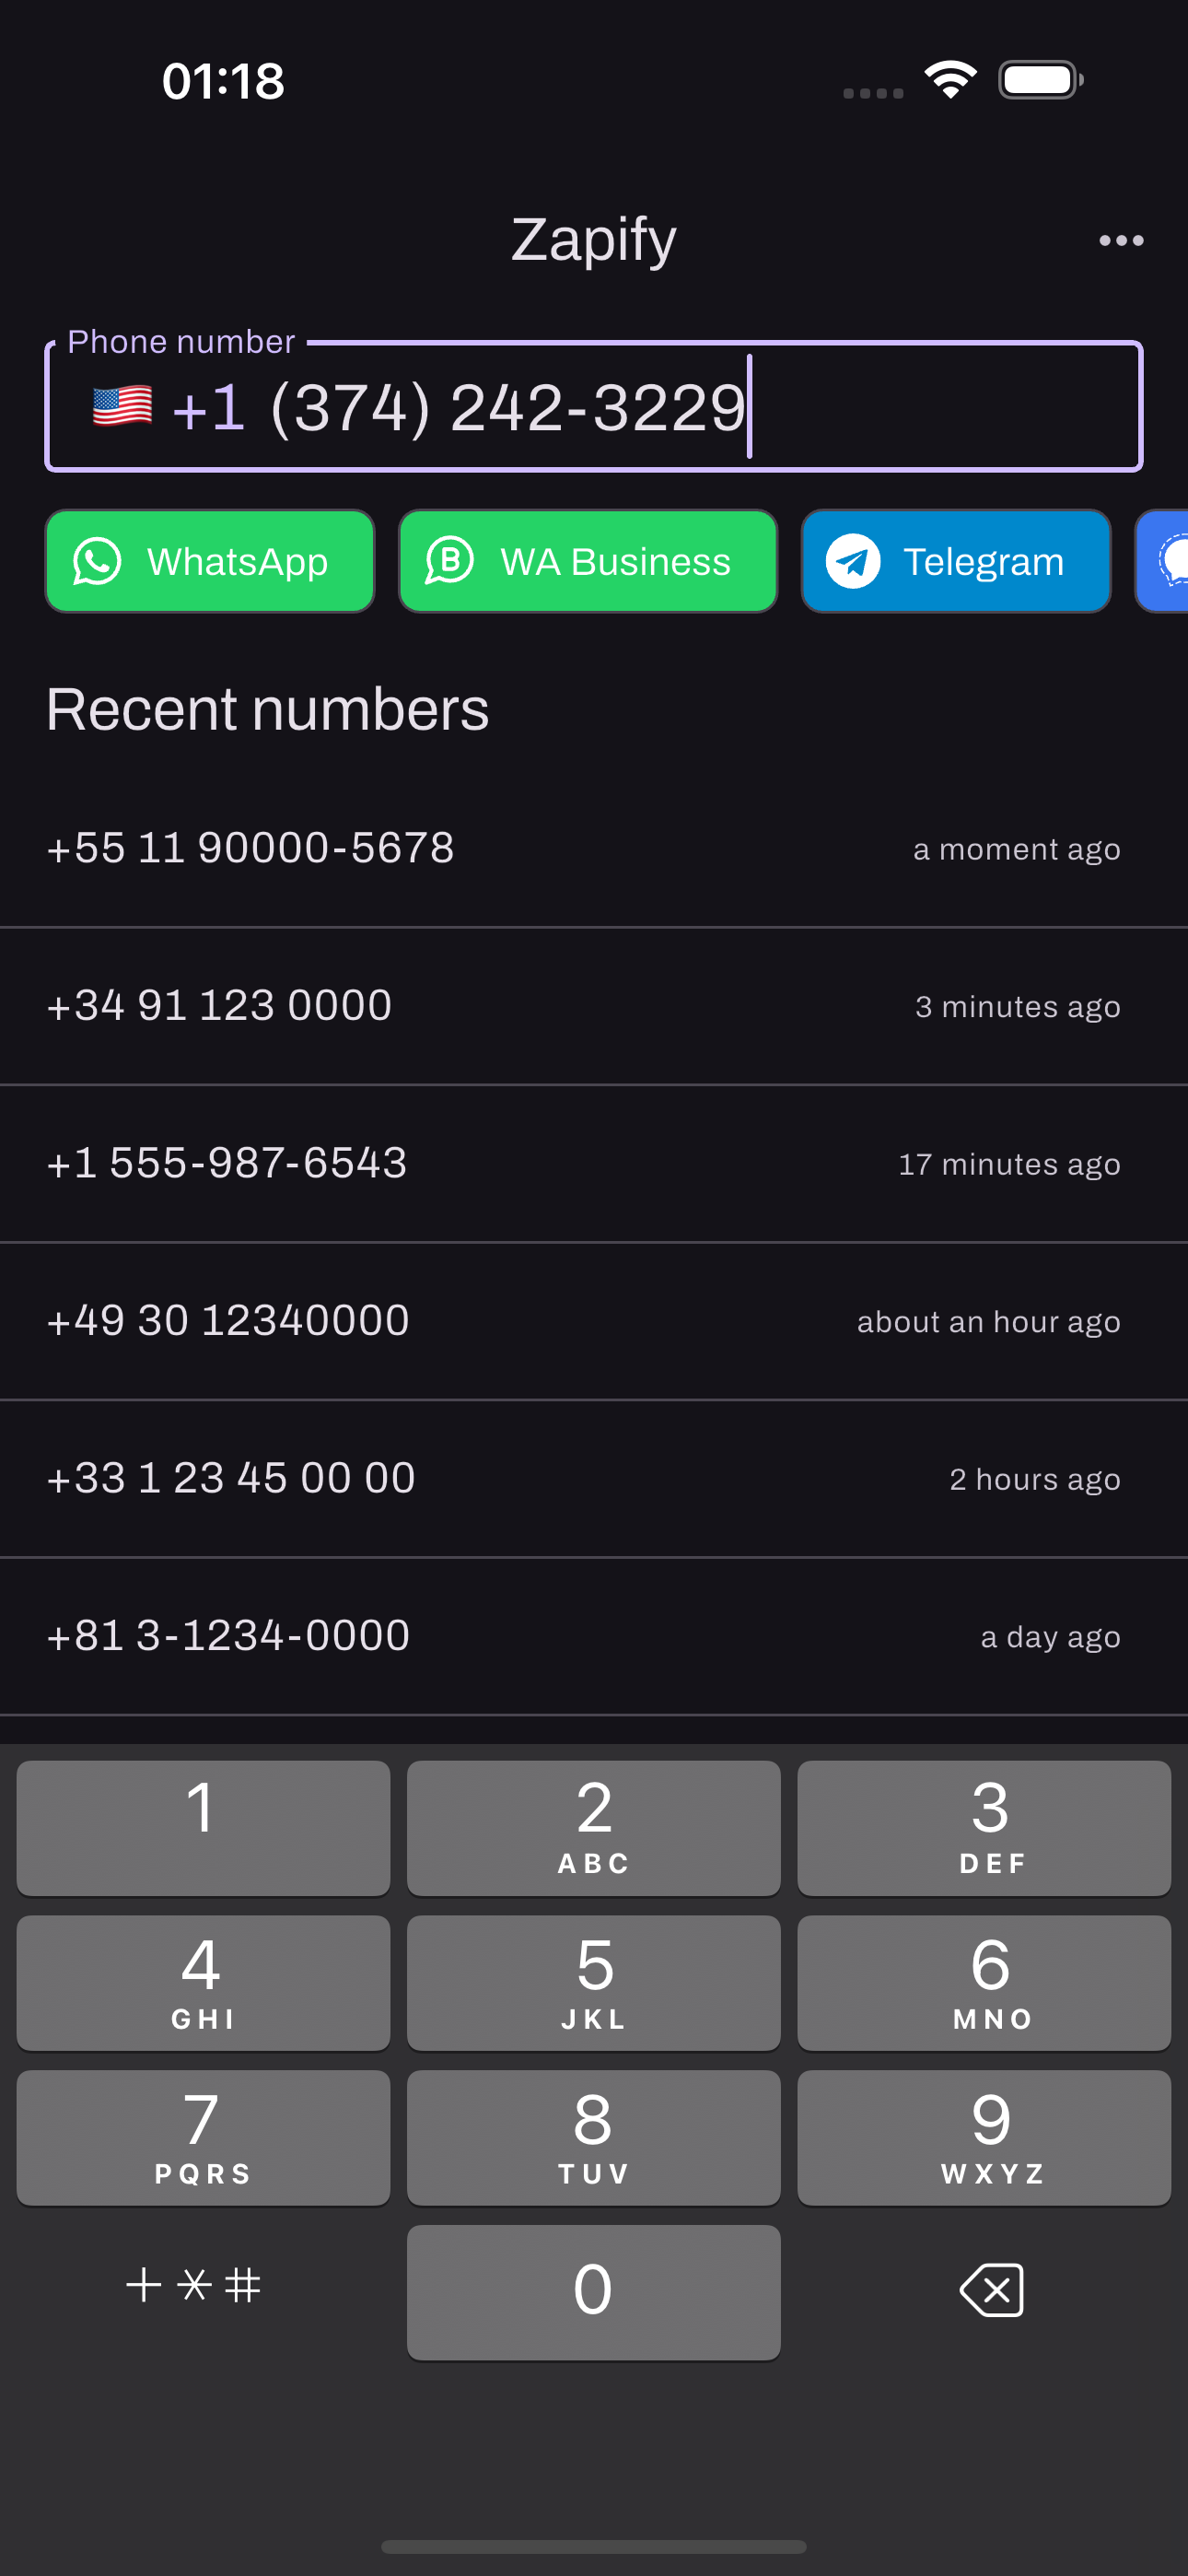 01:18
Zapify
Phone number
+1 (374) 242-3229
WhatsApp
WA Business
Telegram
Recent numbers
+55 11 90000-5678
a moment ago
+34 91 123 0000
3 minutes ago
+1 555-987-6543
17 minutes ago
+49 30 12340000
about an hour ago
+33 1 23 45 00 00
2 hours ago
+81 3-1234-0000
a day ago
1
2
3
ABC
DEF
4
5
6
GHI
JKL
MNO
7
8
9
PQRS
TUV
WXYZ
+*#
0